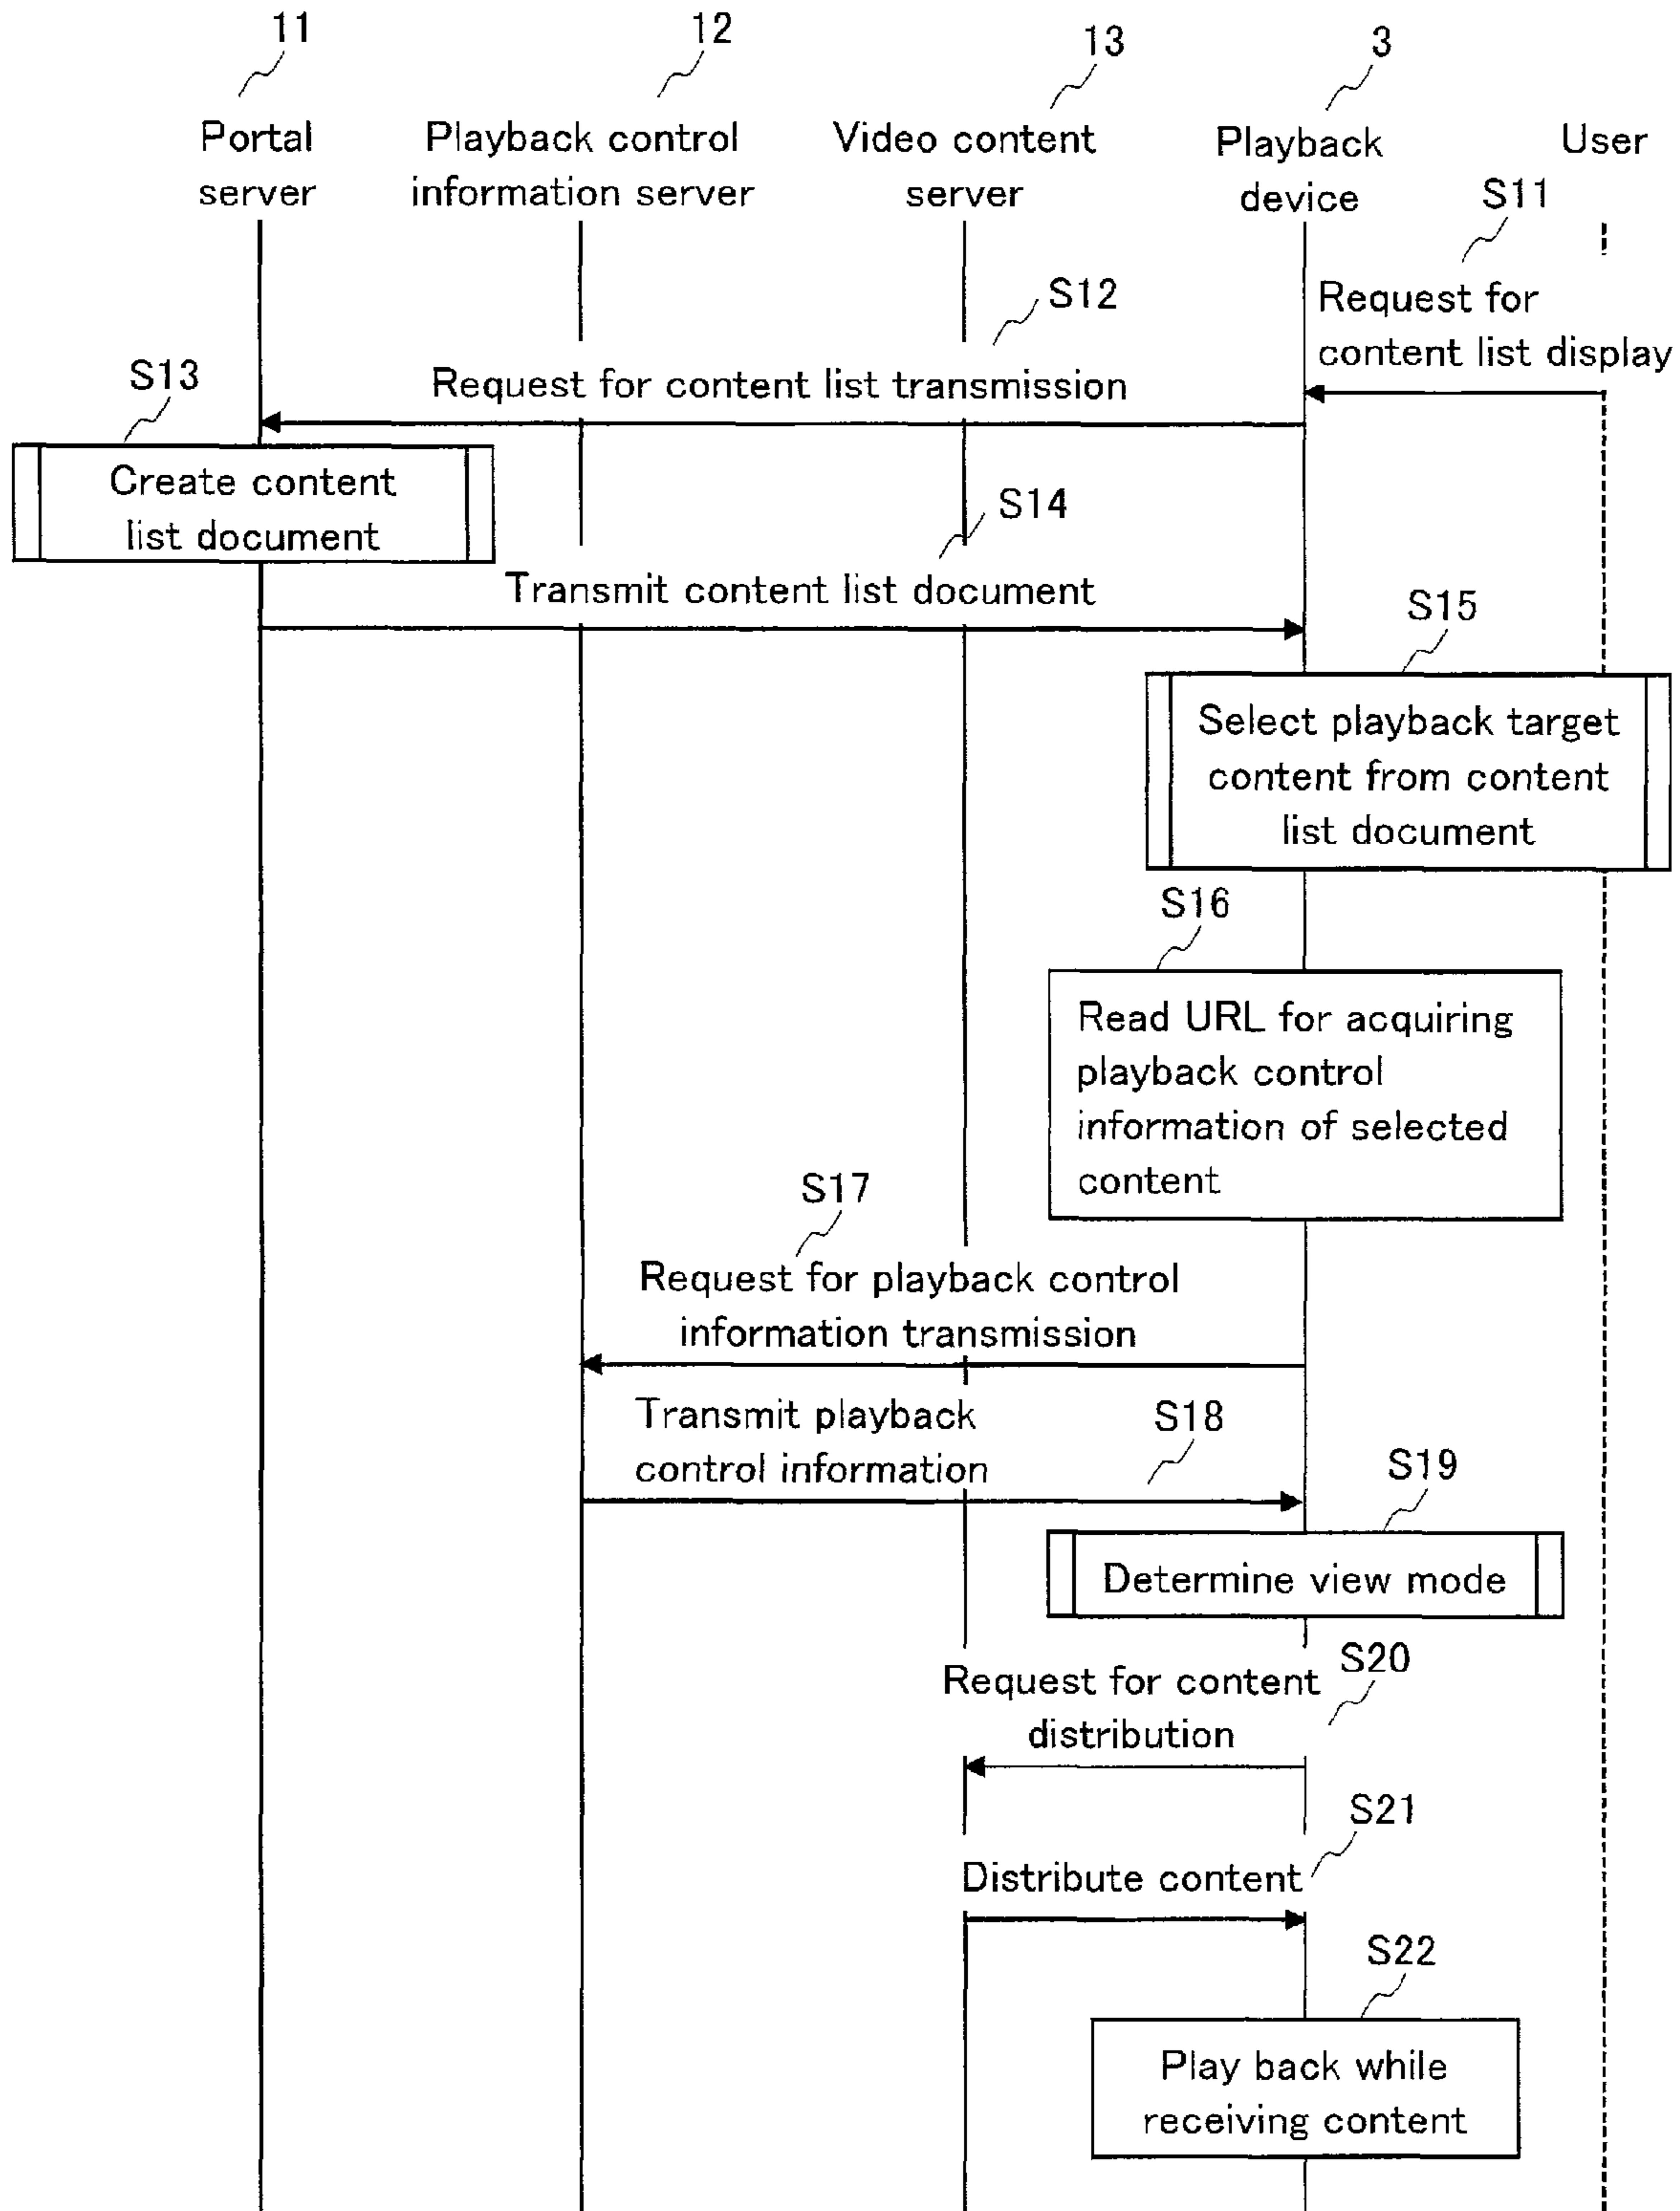 11
12
13
3
Portal
server
Playback control
information server
Video content
server
Playback
device
User
S11
Request for
content list display
S12
Request for content list transmission
S13
Create content
list document
S14
Transmit content list document
S15
Select playback target
content from content
list document
S16
Read URL for acquiring
playback control
information of selected
content
S17
Request for playback control
information transmission
Transmit playback
control information
S18
S19
Determine view mode
S20
Request for content
distribution
S21
Distribute content
S22
Play back while
receiving content